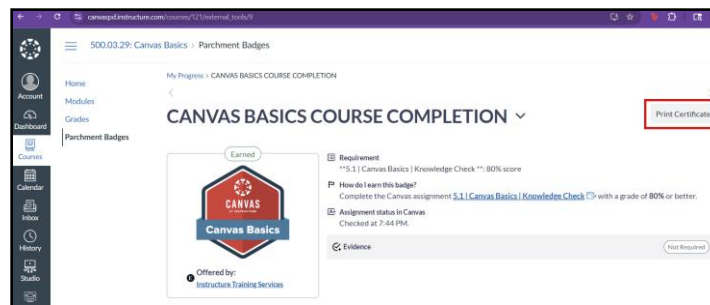 canvaspd.instructure.com/courses/121/external_tools/9
500.03.29: Canvas Basics > Parchment Badges
Account
Dashboard
Courses
Calendar
Inbox
History
Studio
Home
Modules
Grades
Parchment Badges
My Progress > CANVAS BASICS COURSE COMPLETION
CANVAS BASICS COURSE COMPLETION
Print Certificate
Earned
CANVAS
BY INSTRUCTURE
Canvas Basics
Offered by:
Instructure Training Services
Requirement
**5.1 | Canvas Basics | Knowledge Check **: 80% score
How do I earn this badge?
Complete the Canvas assignment 5.1 | Canvas Basics | Knowledge Check with a grade of 80% or better.
Assignment status in Canvas
Checked at 7:44 PM.
Evidence
Not Required